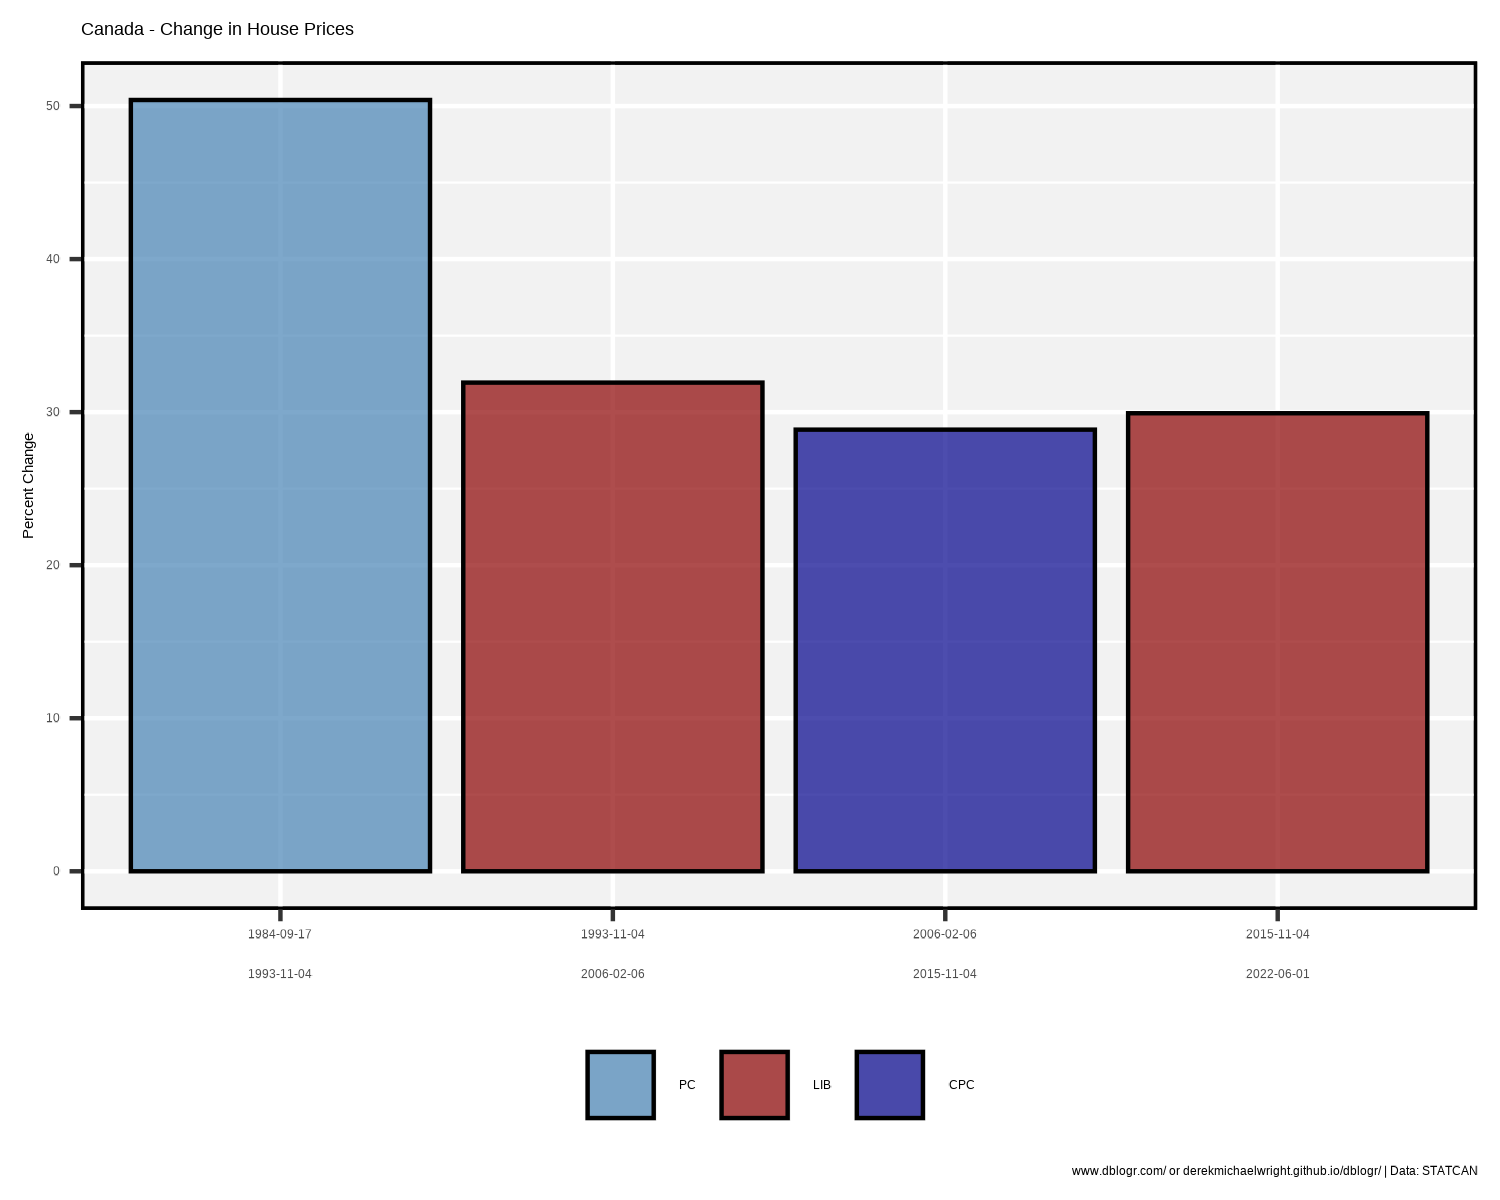 Canada - Change in House Prices
Percent Change
50
40
30
20
10
0
1984-09-17
1993-11-04
1993-11-04
2006-02-06
2006-02-06
2015-11-04
2015-11-04
2022-06-01
PC
LIB
CPC
www.dblogr.com/ or derekmichaelwright.github.io/dblogr/ | Data: STATCAN